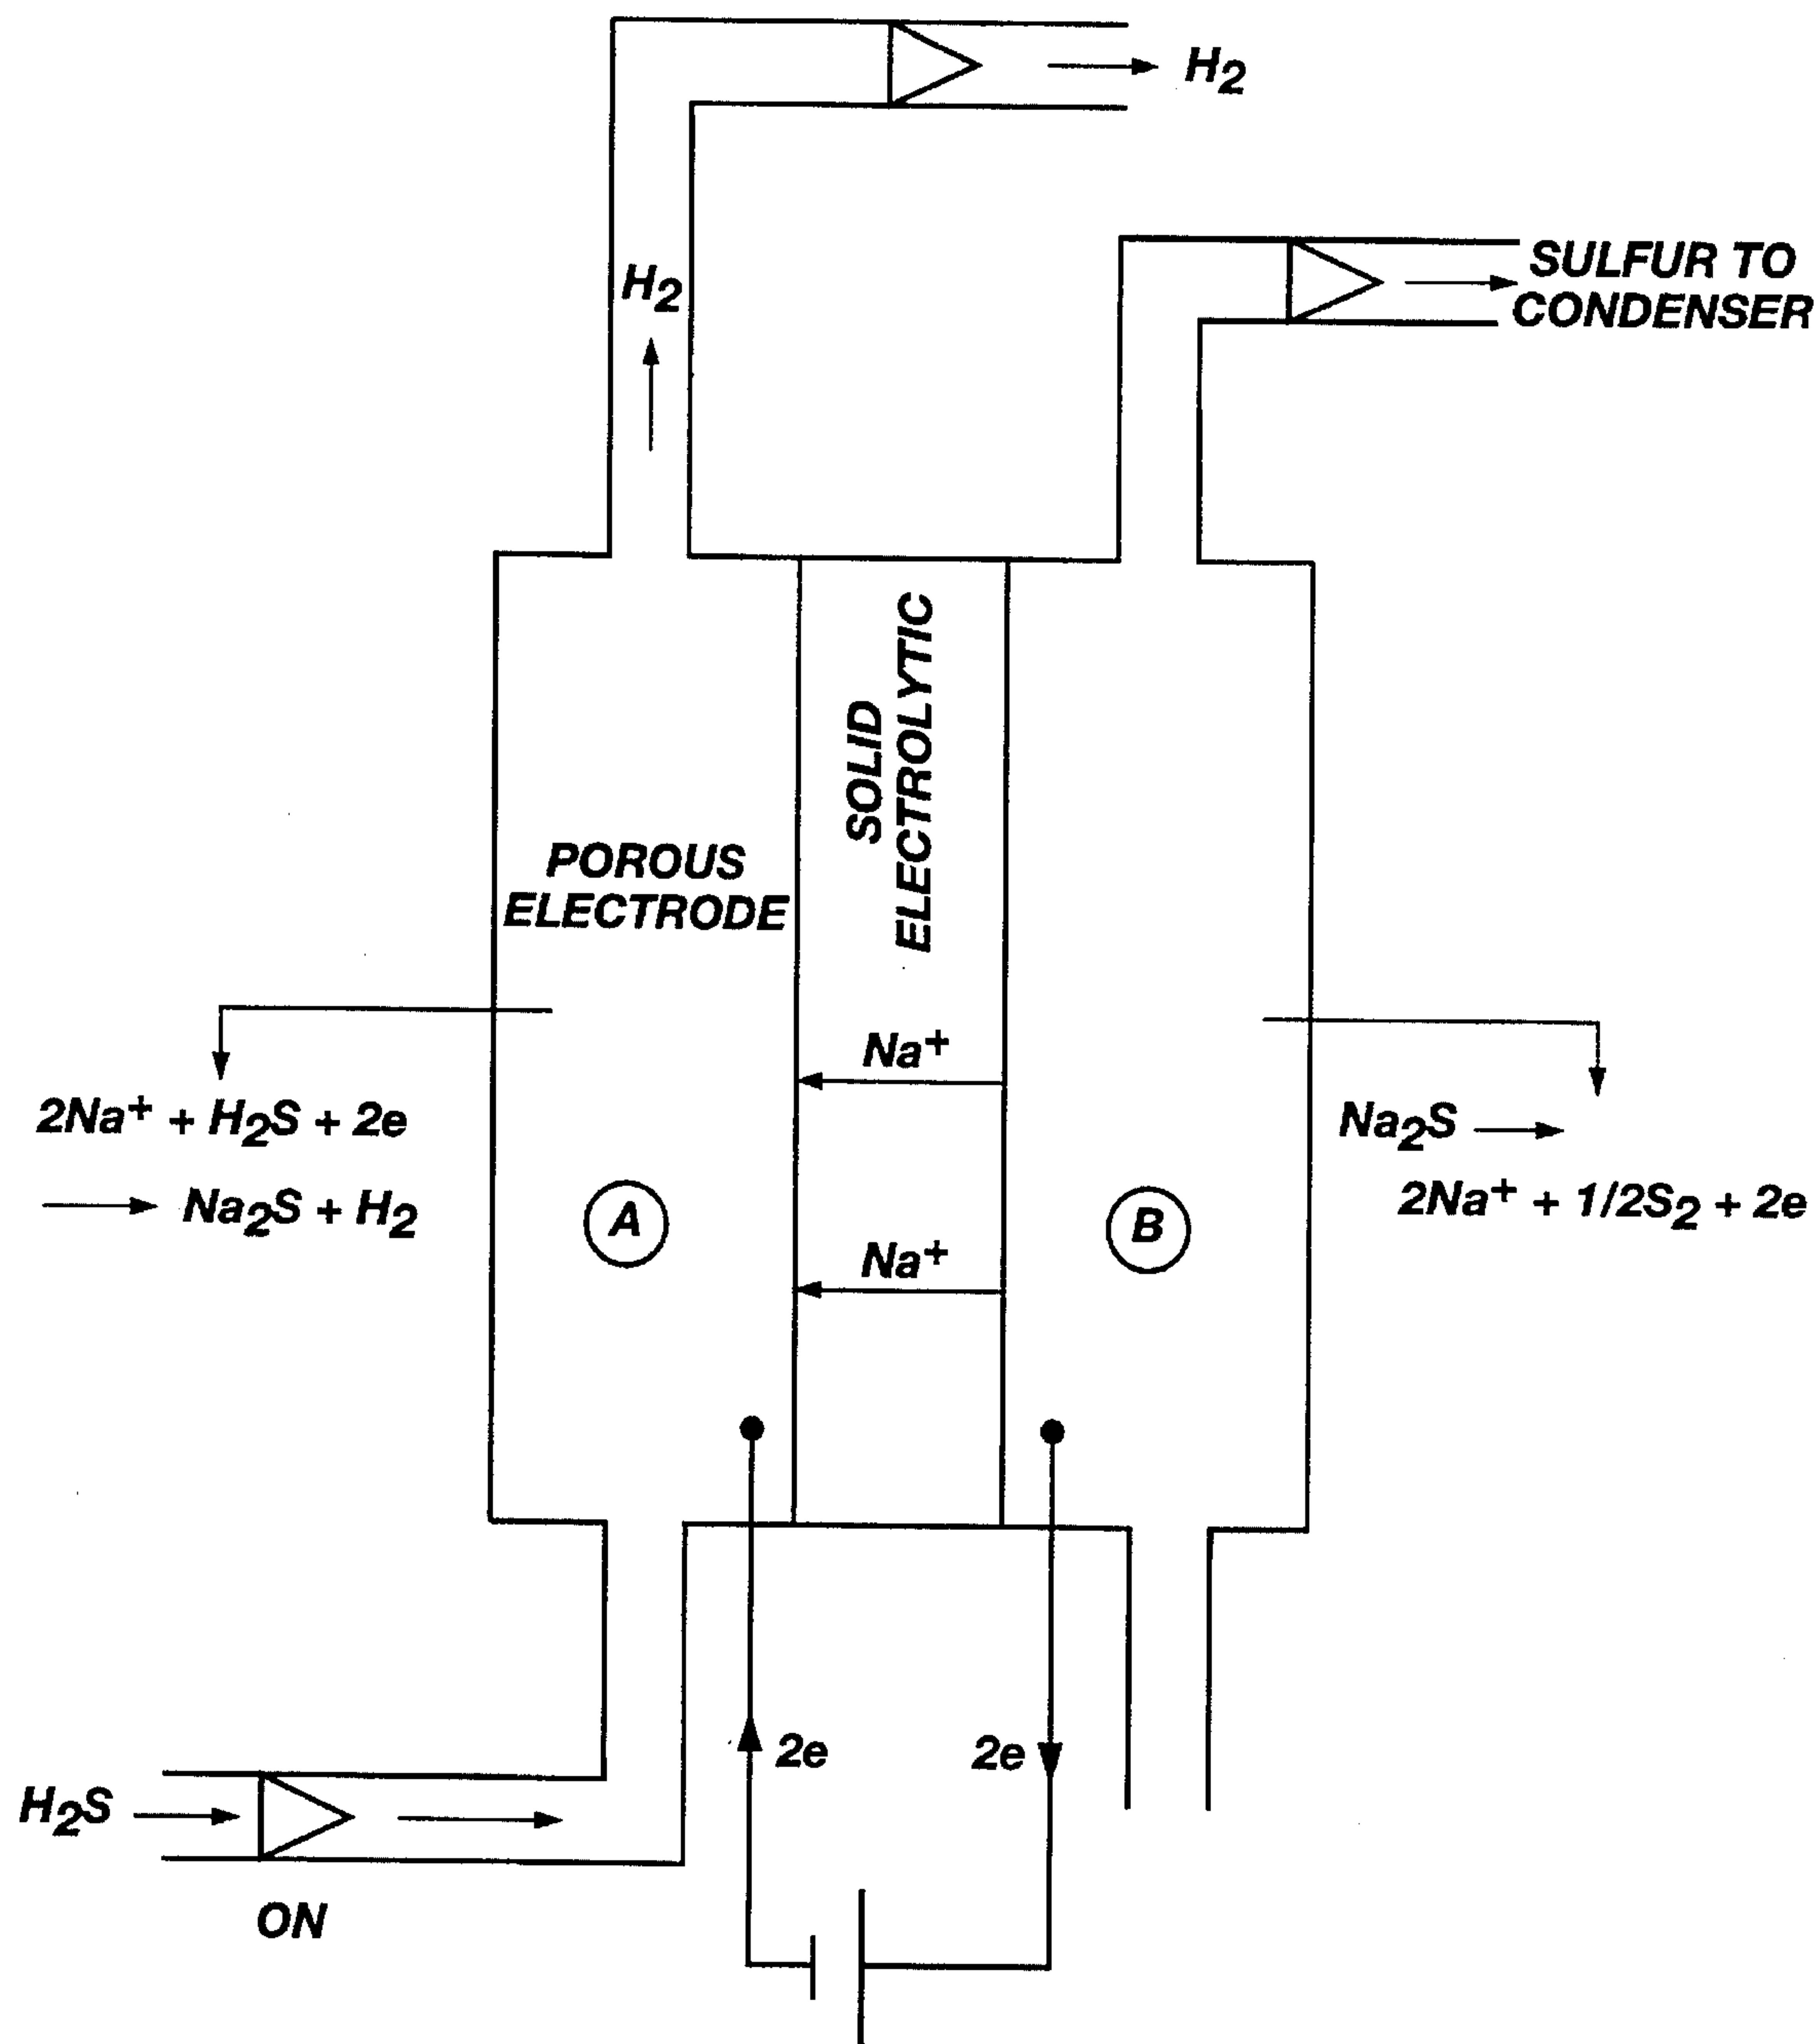 H2
H2
SULFUR TO
CONDENSER
SOLID
ELECTROLYTIC
POROUS
ELECTRODE
Na+
2Na+ + H2S + 2e
→ Na2S + H2
Na2S →
2Na+ + 1/2S2 + 2e
A
B
Na+
2e
2e
H2S
ON